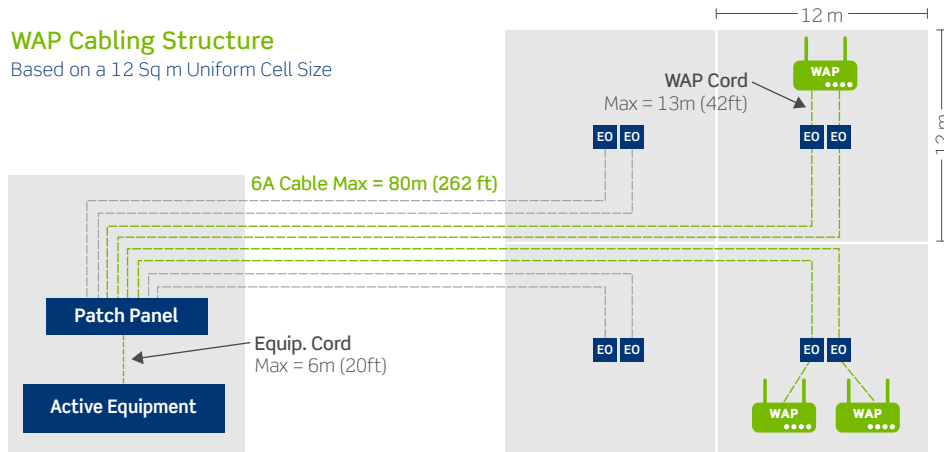 WAP Cabling Structure
Based on a 12 Sq m Uniform Cell Size
12 m
WAP
WAP Cord
Max = 13m (42ft)
12 m
EO EO
EO EO
6A Cable Max = 80m (262 ft)
Patch Panel
Equip. Cord
Max = 6m (20ft)
EO EO
EO EO
Active Equipment
WAP
WAP